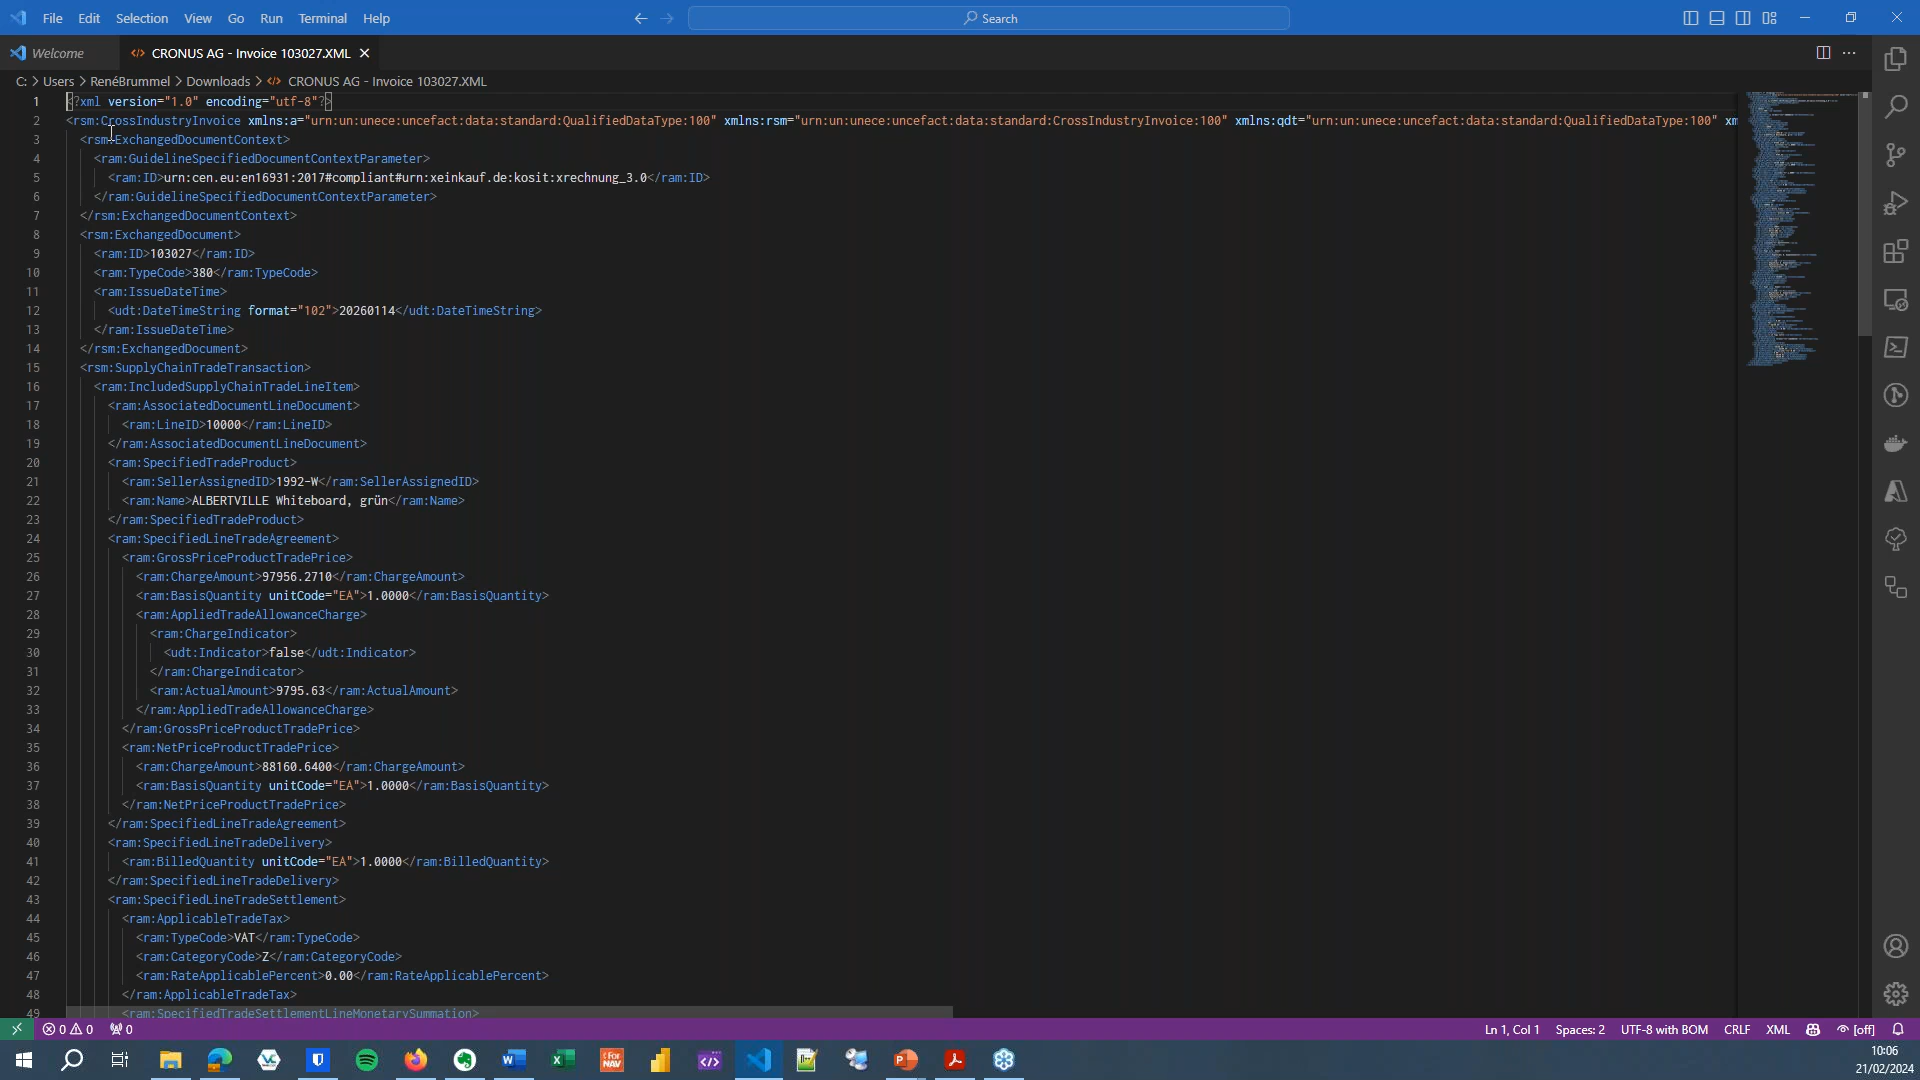 File Edit Selection View Go Run Terminal Help
Search
Welcome
CRONUS AG - Invoice 103027.XML
C: > Users > RenéBrummel > Downloads > CRONUS AG - Invoice 103027.XML
1 <?xml version="1.0" encoding="utf-8"?>
2 <rsm:CrossIndustryInvoice xmlns:a="urn:un:unece:uncefact:data:standard:QualifiedDataType:100" xmlns:rsm="urn:un:unece:uncefact:data:standard:CrossIndustryInvoice:100" xmlns:qdt="urn:un:unece:uncefact:data:standard:QualifiedDataType:100" xm
3 <rsm:ExchangedDocumentContext>
4 <ram:GuidelineSpecifiedDocumentContextParameter>
5 <ram:ID>urn:cen.eu:en16931:2017#compliant#urn:xeinkauf.de:kosit:xrechnung_3.0</ram:ID>
6 </ram:GuidelineSpecifiedDocumentContextParameter>
7 </rsm:ExchangedDocumentContext>
8 <rsm:ExchangedDocument>
9 <ram:ID>103027</ram:ID>
10 <ram:TypeCode>380</ram:TypeCode>
11 <ram:IssueDateTime>
12 <udt:DateTimeString format="102">20260114</udt:DateTimeString>
13 </ram:IssueDateTime>
14 </rsm:ExchangedDocument>
15 <rsm:SupplyChainTradeTransaction>
16 <ram:IncludedSupplyChainTradeLineItem>
17 <ram:AssociatedDocumentLineDocument>
18 <ram:LineID>10000</ram:LineID>
19 </ram:AssociatedDocumentLineDocument>
20 <ram:SpecifiedTradeProduct>
21 <ram:SellerAssignedID>1992-W</ram:SellerAssignedID>
22 <ram:Name>ALBERTVILLE Whiteboard, grün</ram:Name>
23 </ram:SpecifiedTradeProduct>
24 <ram:SpecifiedLineTradeAgreement>
25 <ram:GrossPriceProductTradePrice>
26 <ram:ChargeAmount>97956.2710</ram:ChargeAmount>
27 <ram:BasisQuantity unitCode="EA">1.0000</ram:BasisQuantity>
28 <ram:AppliedTradeAllowanceCharge>
29 <ram:ChargeIndicator>
30 <udt:Indicator>false</udt:Indicator>
31 </ram:ChargeIndicator>
32 <ram:ActualAmount>9795.63</ram:ActualAmount>
33 </ram:AppliedTradeAllowanceCharge>
34 </ram:GrossPriceProductTradePrice>
35 <ram:NetPriceProductTradePrice>
36 <ram:ChargeAmount>88160.6400</ram:ChargeAmount>
37 <ram:BasisQuantity unitCode="EA">1.0000</ram:BasisQuantity>
38 </ram:NetPriceProductTradePrice>
39 </ram:SpecifiedLineTradeAgreement>
40 <ram:SpecifiedLineTradeDelivery>
41 <ram:BilledQuantity unitCode="EA">1.0000</ram:BilledQuantity>
42 </ram:SpecifiedLineTradeDelivery>
43 <ram:SpecifiedLineTradeSettlement>
44 <ram:ApplicableTradeTax>
45 <ram:TypeCode>VAT</ram:TypeCode>
46 <ram:CategoryCode>Z</ram:CategoryCode>
47 <ram:RateApplicablePercent>0.00</ram:RateApplicablePercent>
48 </ram:ApplicableTradeTax>
49 <ram:SpecifiedTradeSettlementLineMonetarySummation>
0 0 0 Ln 1, Col 1 Spaces: 2 UTF-8 with BOM CRLF XML [off]
10:06
21/02/2024